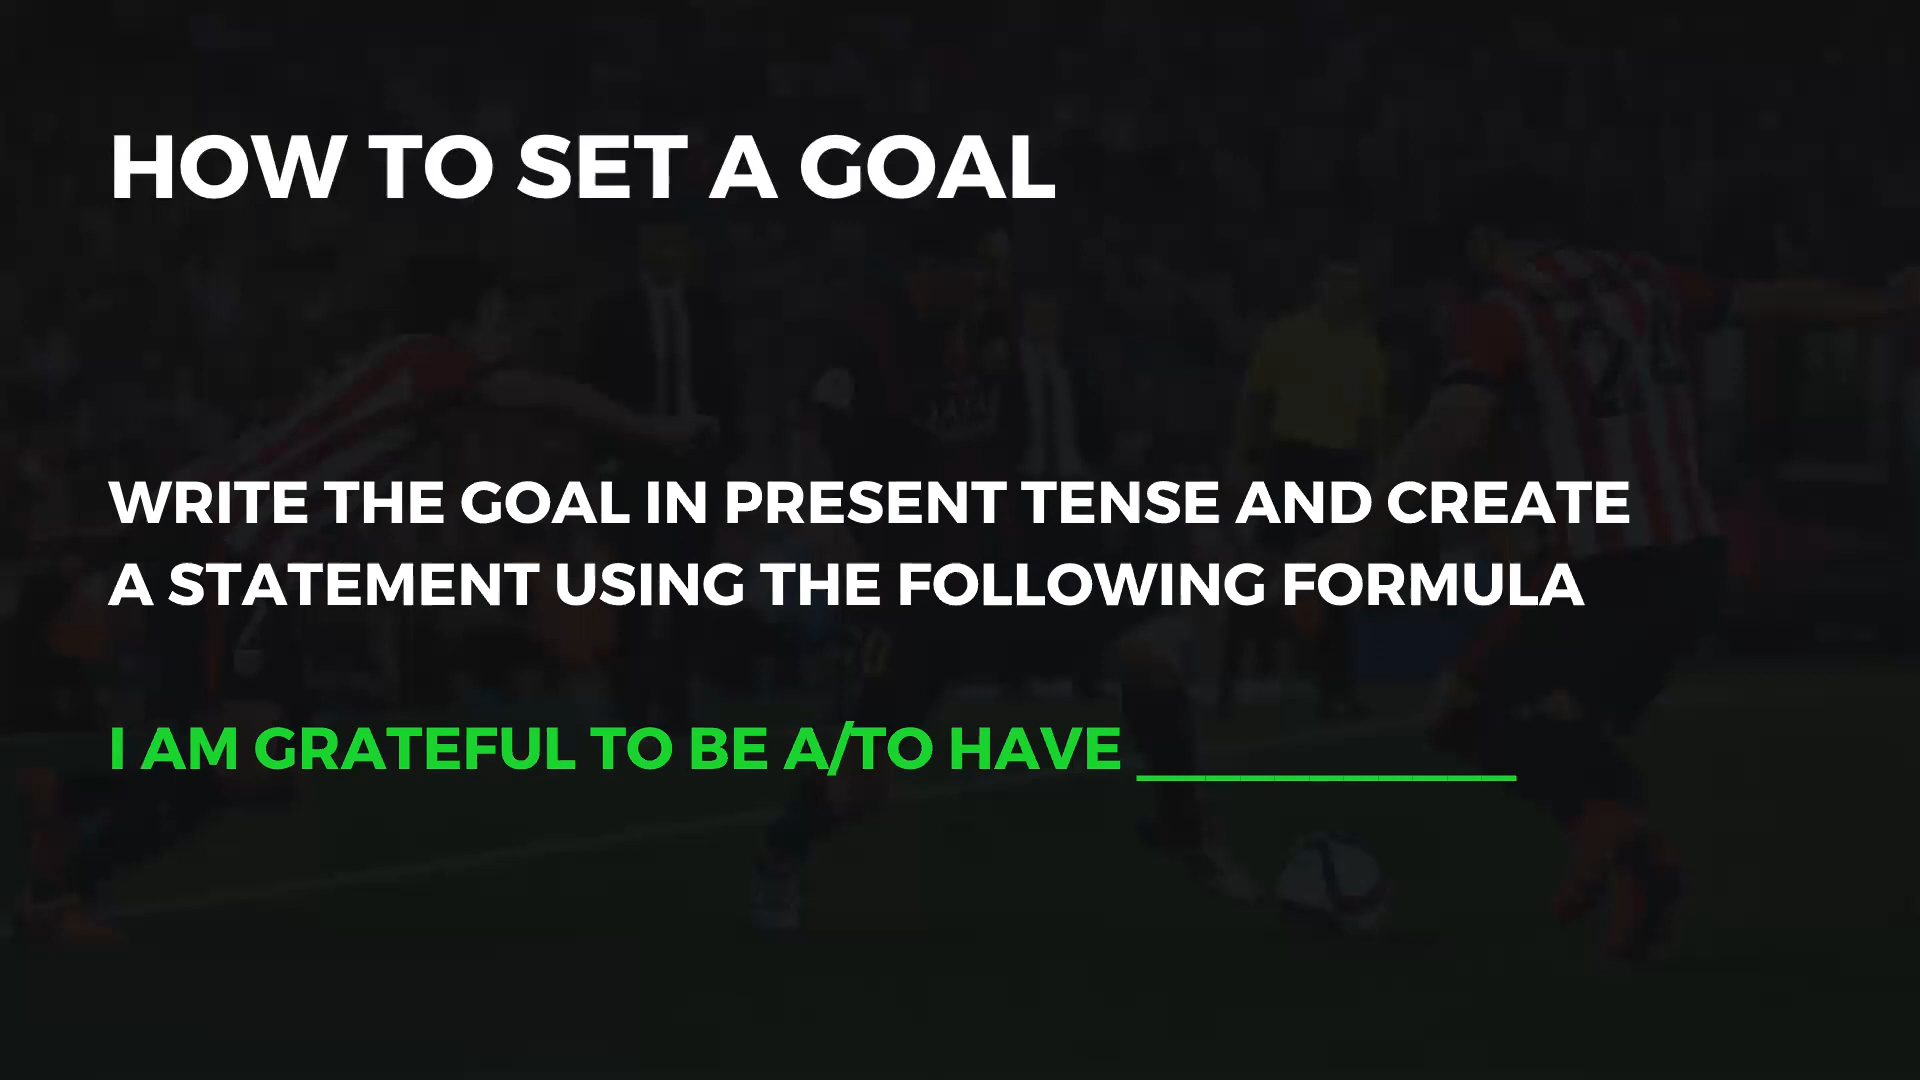 HOW TO SET A GOAL
WRITE THE GOAL IN PRESENT TENSE AND CREATE
A STATEMENT USING THE FOLLOWING FORMULA
I AM GRATEFUL TO BE A/TO HAVE ___________